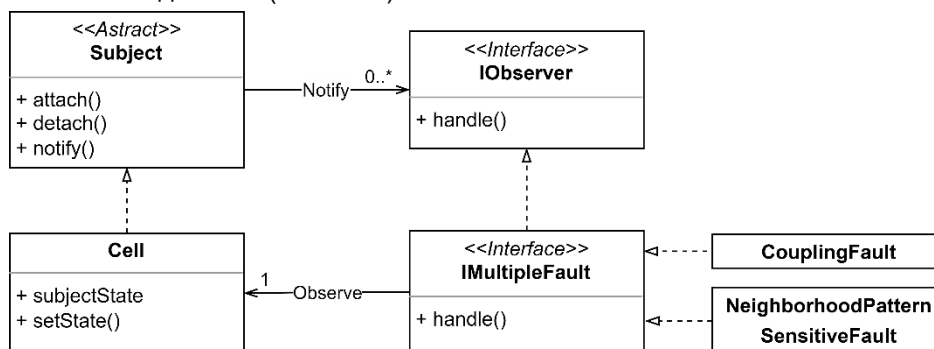 <<Astract>>
Subject
+ attach()
+ detach()
+ notify()
Notify
0..*
<<Interface>>
IObserver
+ handle()
Cell
+ subjectState
+ setState()
1
Observe
<<Interface>>
IMultipleFault
+ handle()
CouplingFault
NeighborhoodPattern
SensitiveFault